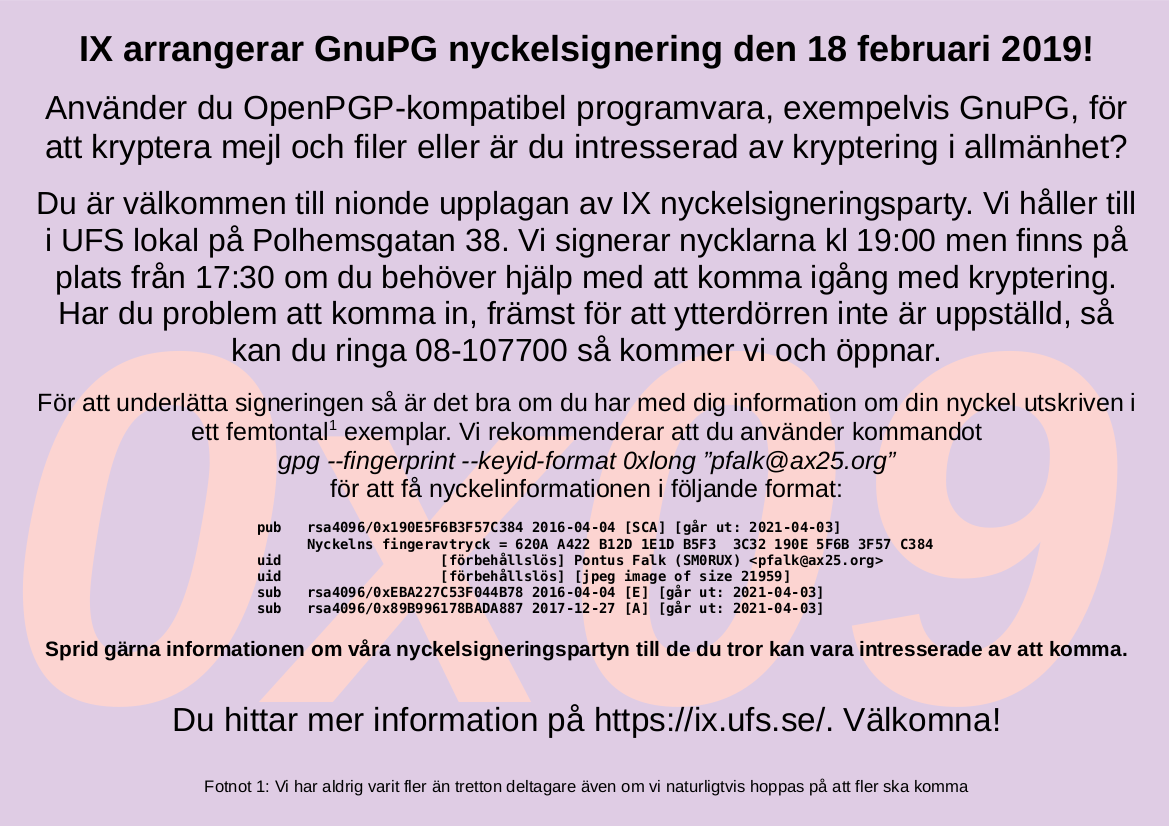 IX arrangerar GnuPG nyckelsignering den 18 februari 2019!
Använder du OpenPGP-kompatibel programvara, exempelvis GnuPG, för
att kryptera mejl och filer eller är du intresserad av kryptering i allmänhet?
Du är välkommen till nionde upplagan av IX nyckelsigneringsparty. Vi håller till
i UFS lokal på Polhemsgatan 38. Vi signerar nycklarna kl 19:00 men finns på
plats från 17:30 om du behöver hjälp med att komma igång med kryptering.
Har du problem att komma in, främst för att ytterdörren inte är uppställd, så
kan du ringa 08-107700 så kommer vi och öppnar.
0x09
För att underlätta signeringen så är det bra om du har med dig information om din nyckel utskriven i
ett femtontal¹ exemplar. Vi rekommenderar att du använder kommandot
gpg --fingerprint --keyid-format 0xlong ”pfalk@ax25.org”
för att få nyckelinformationen i följande format:
pub rsa4096/0x190E5F6B3F57C384 2016-04-04 [SCA] [går ut: 2021-04-03]
Nyckelns fingeravtryck = 620A A422 B12D 1E1D B5F3  3C32 190E 5F6B 3F57 C384
uid [förbehållslös] Pontus Falk (SM0RUX) <pfalk@ax25.org>
uid [förbehållslös] [jpeg image of size 21959]
sub rsa4096/0xEBA227C53F044B78 2016-04-04 [E] [går ut: 2021-04-03]
sub rsa4096/0x89B996178BADA887 2017-12-27 [A] [går ut: 2021-04-03]
Sprid gärna informationen om våra nyckelsigneringspartyn till de du tror kan vara intresserade av att komma.
Du hittar mer information på https://ix.ufs.se/. Välkomna!
Fotnot 1: Vi har aldrig varit fler än tretton deltagare även om vi naturligtvis hoppas på att fler ska komma